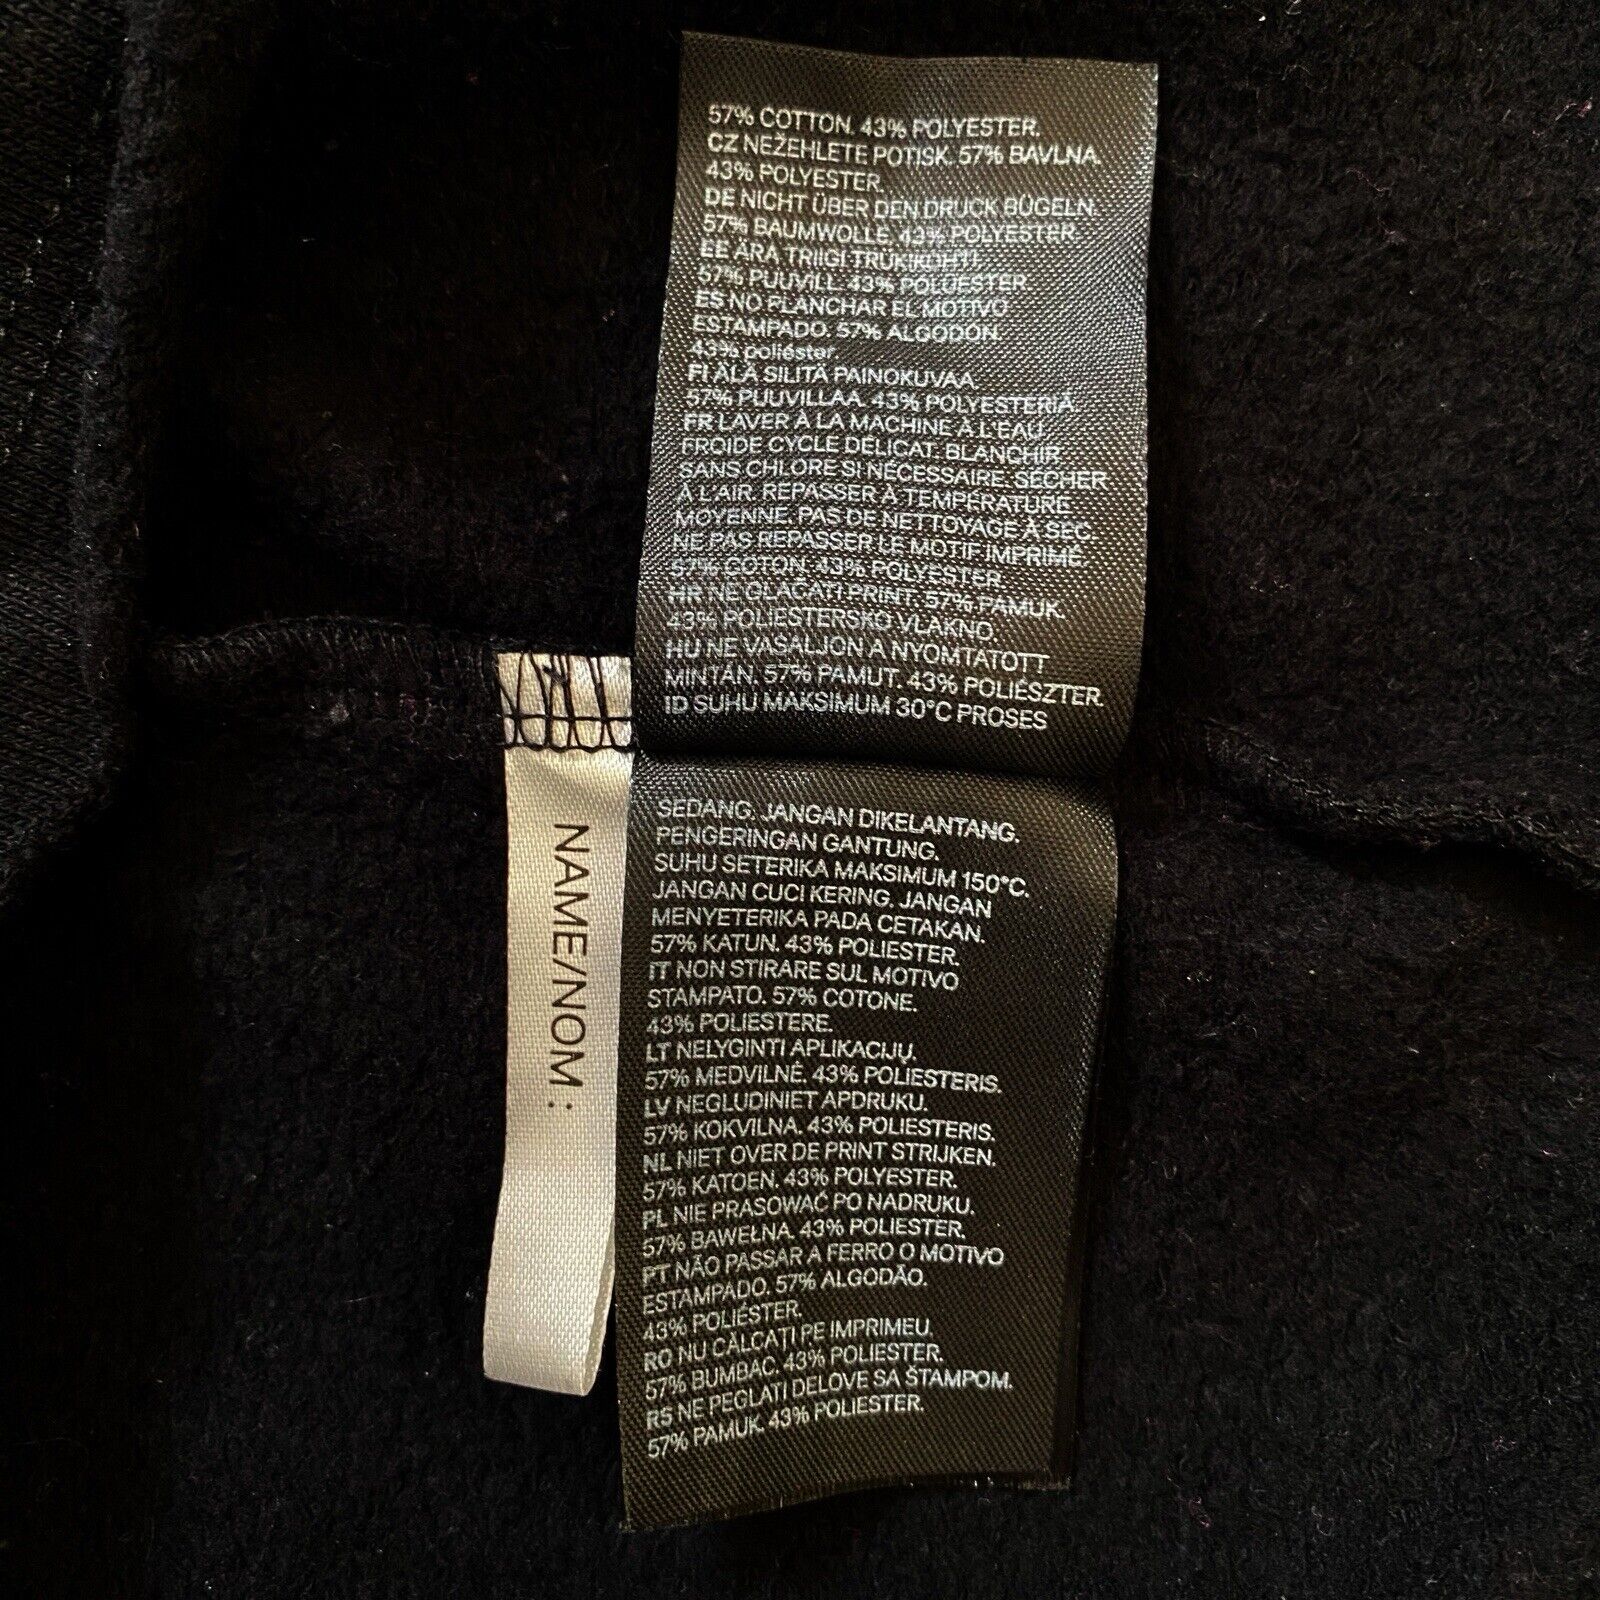 57% COTTON. 43% POLYESTER.
CZ NEŽEHLETE POTISK. 57% BAVLNA.
43% POLYESTER.
DE NICHT ÜBER DEN DRUCK BÜGELN.
57% BAUMWOLLE. 43% POLYESTER.
EE ÄRA TRIIGI TRÜKIKOHTI.
57% PUUVILL. 43% POLÜESTER
ES NO PLANCHAR EL MOTIVO
ESTAMPADO. 57% ALGODÓN.
43% poliéster
FI ÄLÄ SILITÄ PAINOKUVAA.
57% PUUVILLAA. 43% POLYESTERIÄ.
FR LAVER À LA MACHINE À L'EAU
FROIDE CYCLE DÉLICAT. BLANCHIR
SANS CHLORE SI NÉCESSAIRE. SÉCHER
À L'AIR. REPASSER À TEMPÉRATURE
MOYENNE. PAS DE NETTOYAGE À SEC.
NE PAS REPASSER LE MOTIF IMPRIMÉ.
57% COTON. 43% POLYESTER
HR NE GLAČATI PRINT. 57% PAMUK.
43% POLIESTERSKO VLAKNO.
HU NE VASALJON A NYOMTATOTT
MINTÁN. 57% PAMUT. 43% POLIÉSZTER.
ID SUHU MAKSIMUM 30°C PROSES
SEDANG. JANGAN DIKELANTANG.
PENGERINGAN GANTUNG.
SUHU SETERIKA MAKSIMUM 150°C.
JANGAN CUCI KERING. JANGAN
MENYETERIKA PADA CETAKAN.
57% KATUN. 43% POLIESTER.
IT NON STIRARE SUL MOTIVO
STAMPATO. 57% COTONE.
43% POLIESTERE.
LT NELYGINTI APLIKACIJŲ.
57% MEDVILNĖ. 43% POLIESTERIS.
LV NEGLUDINIET APDRUKU.
57% KOKVILNA. 43% POLIESTERIS.
NL NIET OVER DE PRINT STRIJKEN.
57% KATOEN. 43% POLYESTER.
PL NIE PRASOWAĆ PO NADRUKU.
57% BAWEŁNA. 43% POLIESTER.
PT NÃO PASSAR A FERRO O MOTIVO
ESTAMPADO. 57% ALGODÃO.
43% POLIÉSTER.
RO NU CĂLCAȚI PE IMPRIMEU.
57% BUMBAC. 43% POLIESTER.
RS NE PEGLATI DELOVE SA ŠTAMPOM.
57% PAMUK. 43% POLIESTER.
NAME/NOM :